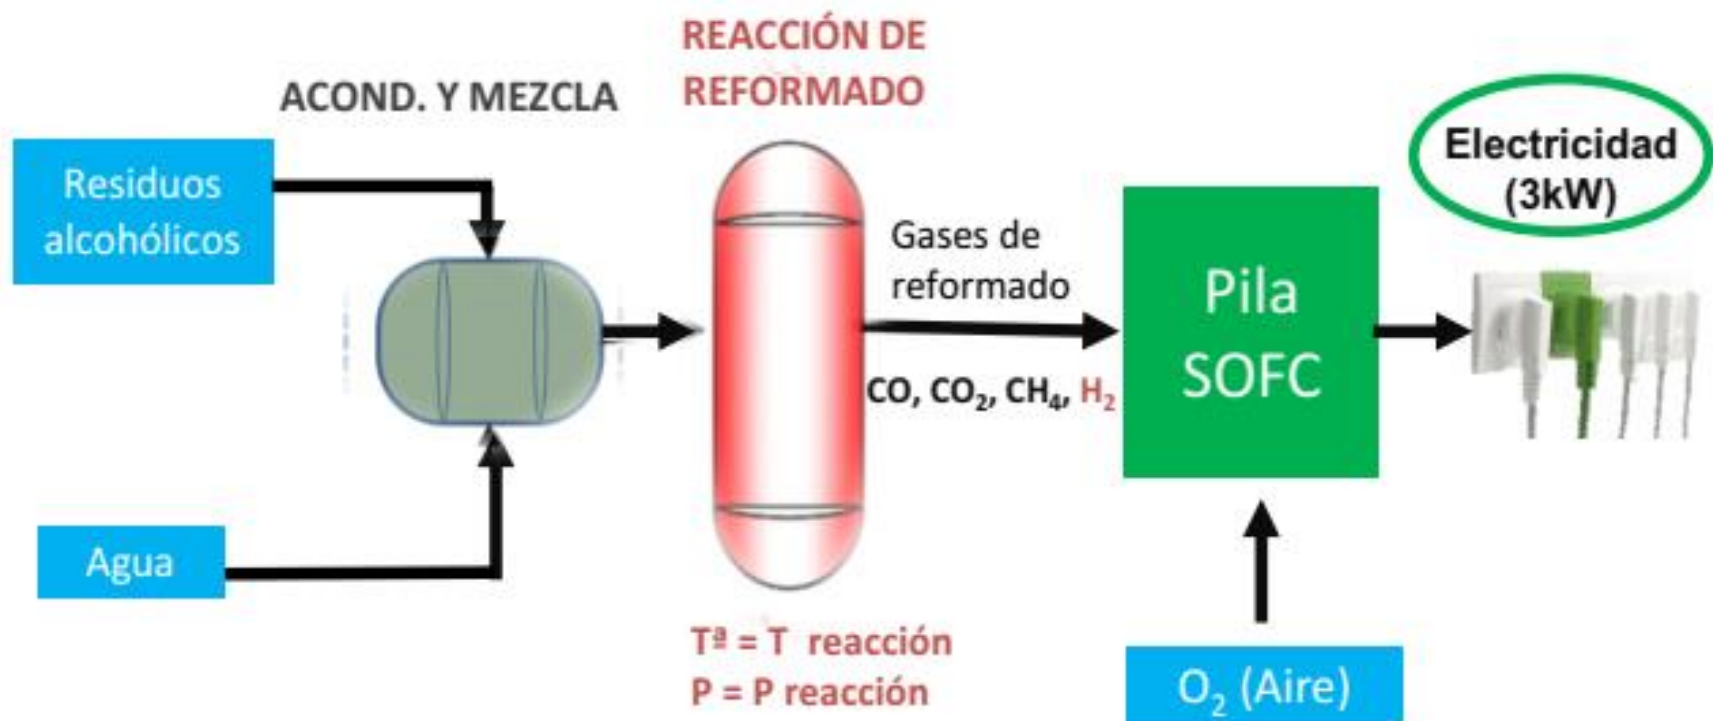 REACCIÓN DE
REFORMADO
ACOND. Y MEZCLA
Residuos
alcohólicos
Agua
Tª = T reacción
P = P reacción
Gases de
reformado
CO, CO₂, CH₄, H₂
Pila
SOFC
O₂ (Aire)
Electricidad
(3kW)